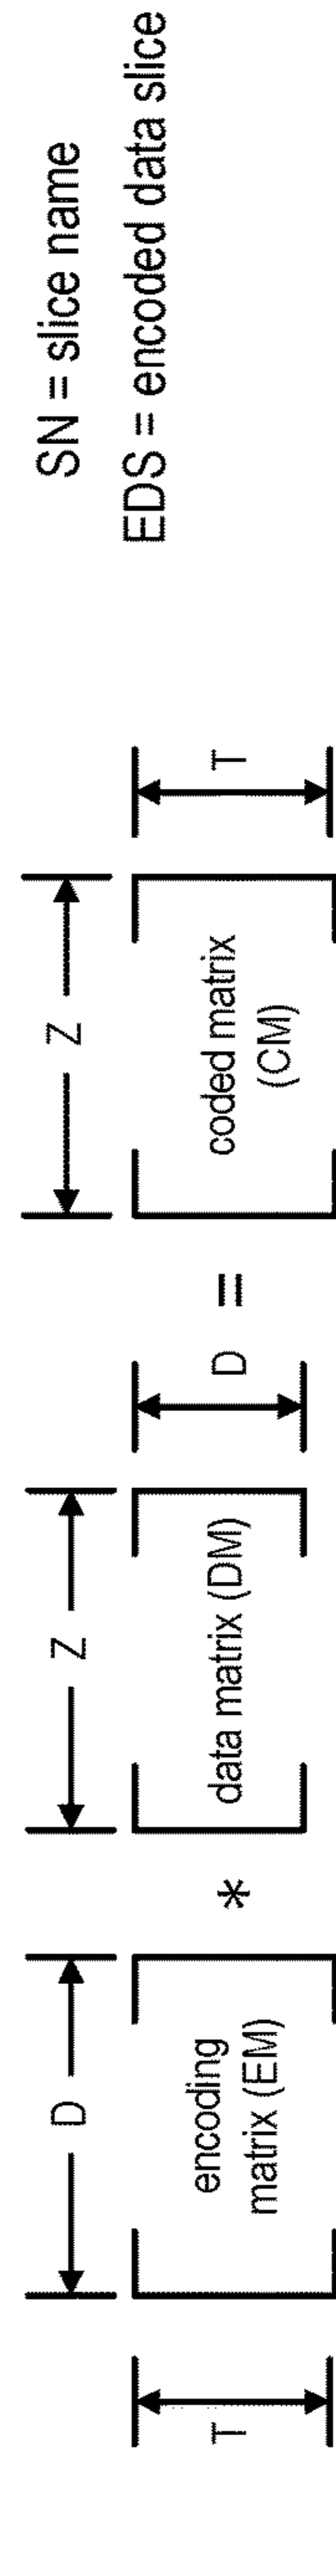 SN = slice name
EDS = encoded data slice
D
Z
Z
T
encoding
matrix (EM)
*
data matrix (DM)
D
=
coded matrix
(CM)
T